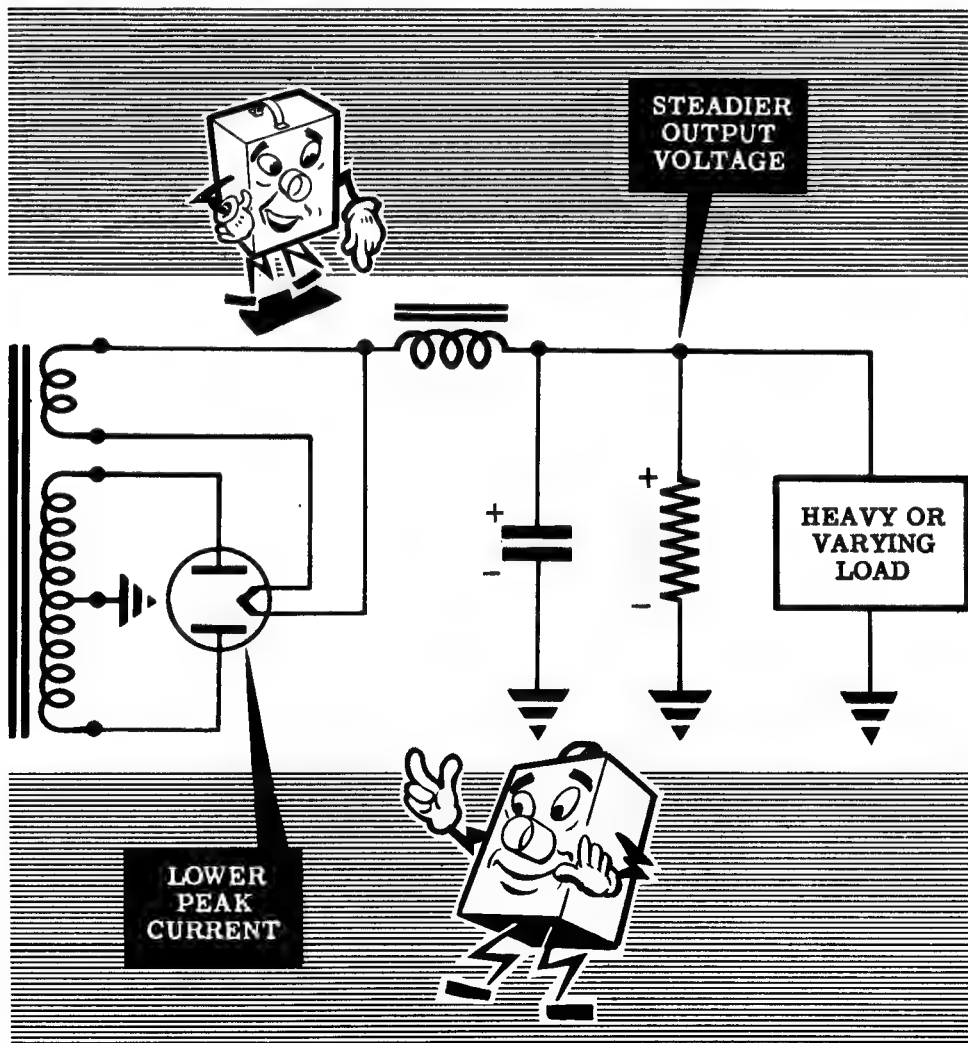 STEADIER
OUTPUT
VOLTAGE
+
-
+
-
HEAVY OR
VARYING
LOAD
LOWER
PEAK
CURRENT